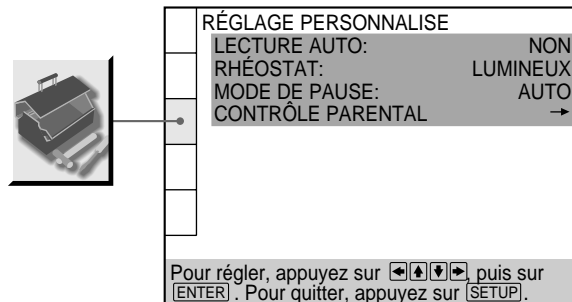 RÉGLAGE PERSONNALISE
LECTURE AUTO: NON
RHÉOSTAT: LUMINEUX
MODE DE PAUSE: AUTO
CONTRÔLE PARENTAL →
Pour régler, appuyez sur ←↑↓→, puis sur
ENTER . Pour quitter, appuyez sur SETUP.